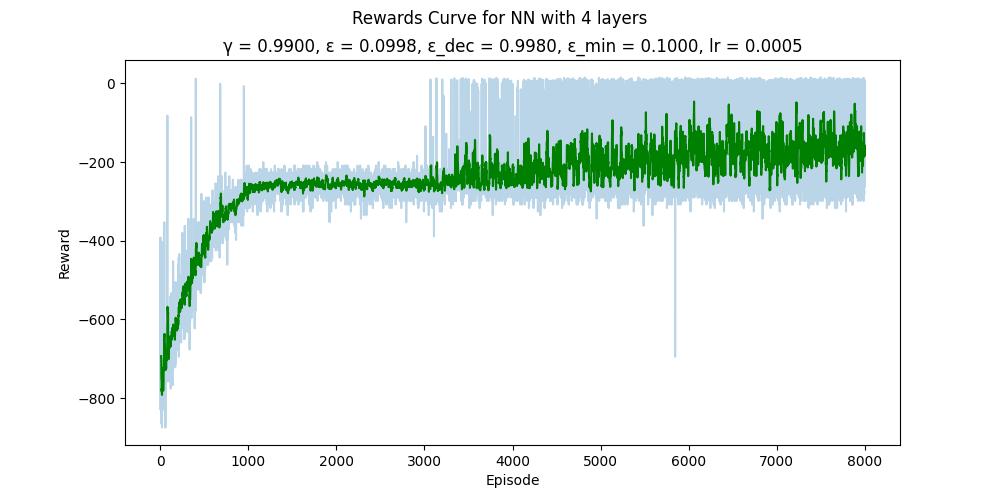 Rewards Curve for NN with 4 layers
γ = 0.9900, ε = 0.0998, ε_dec = 0.9980, ε_min = 0.1000, lr = 0.0005
0
−200
−400
−600
−800
Reward
0 1000 2000 3000 4000 5000 6000 7000 8000
Episode